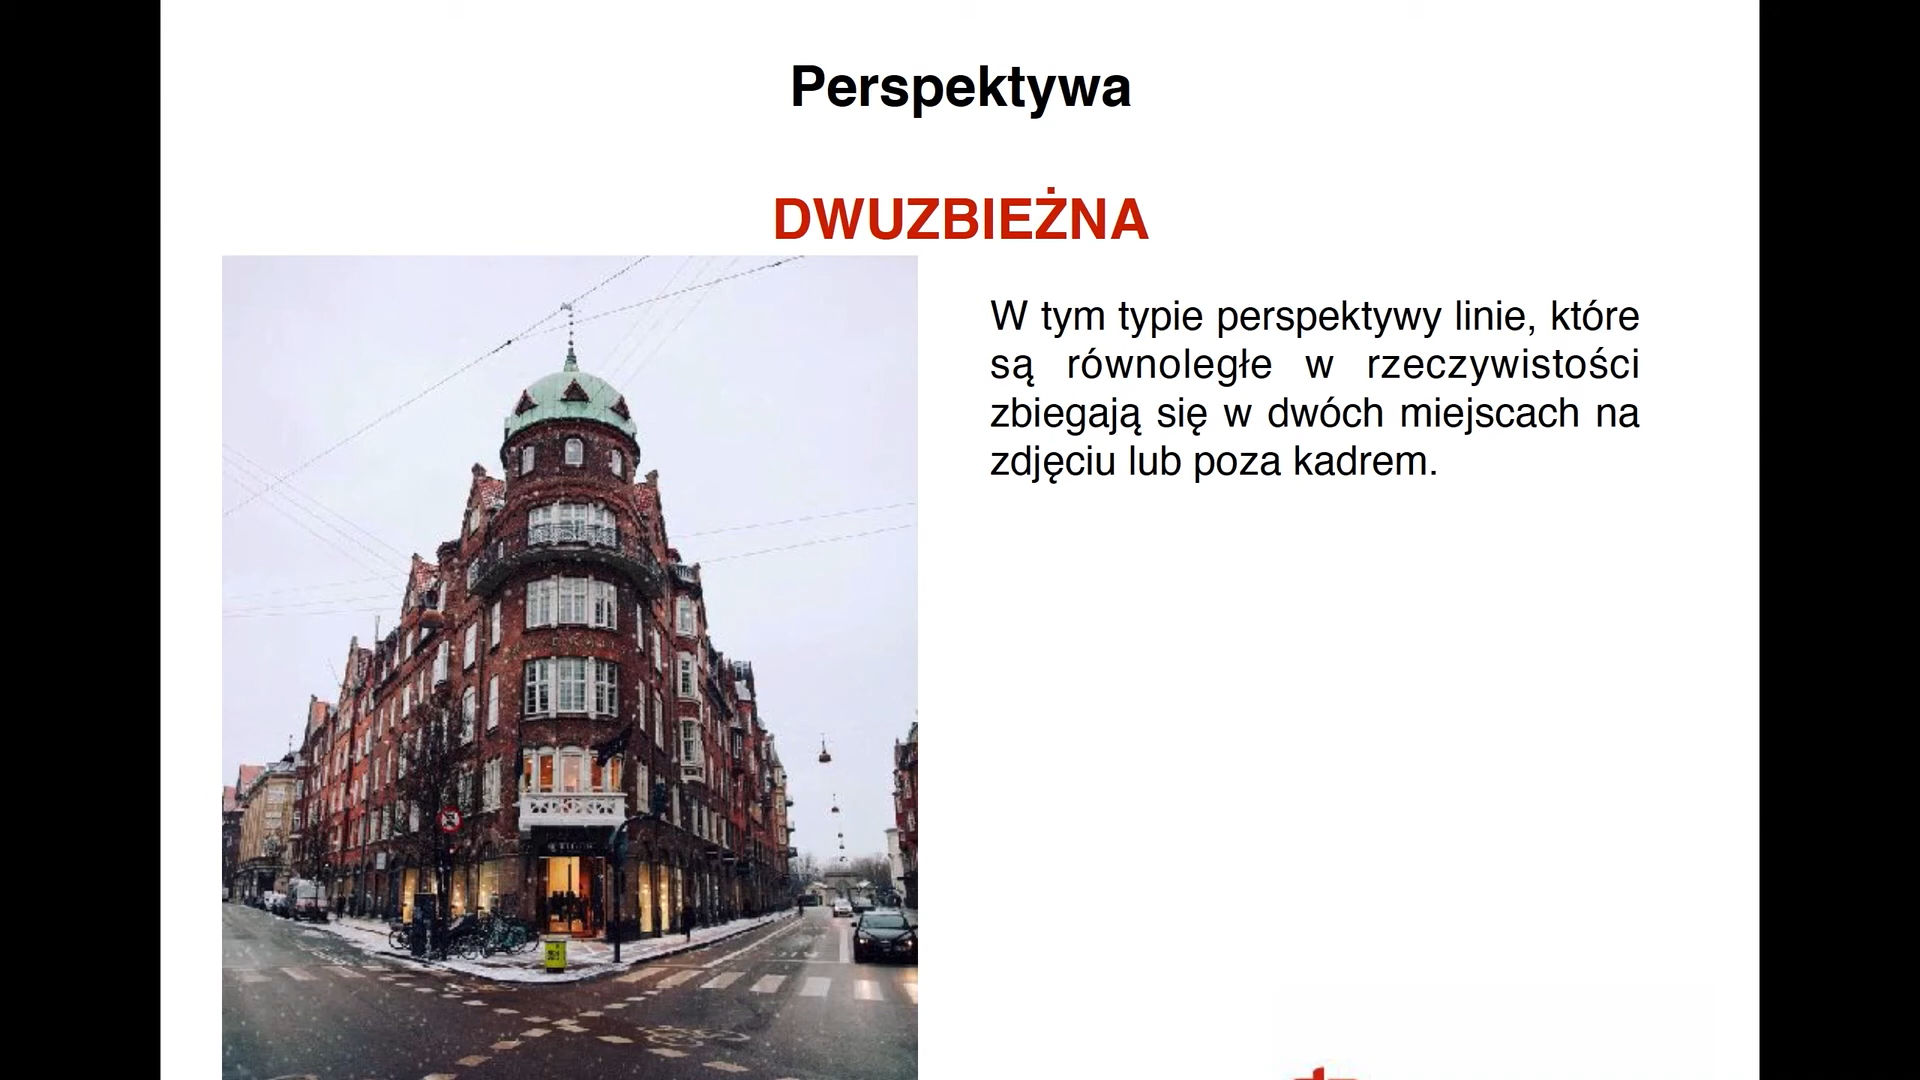 Perspektywa
DWUZBIEŻNA
W tym typie perspektywy linie, które
są równoległe w rzeczywistości
zbiegają się w dwóch miejscach na
zdjęciu lub poza kadrem.